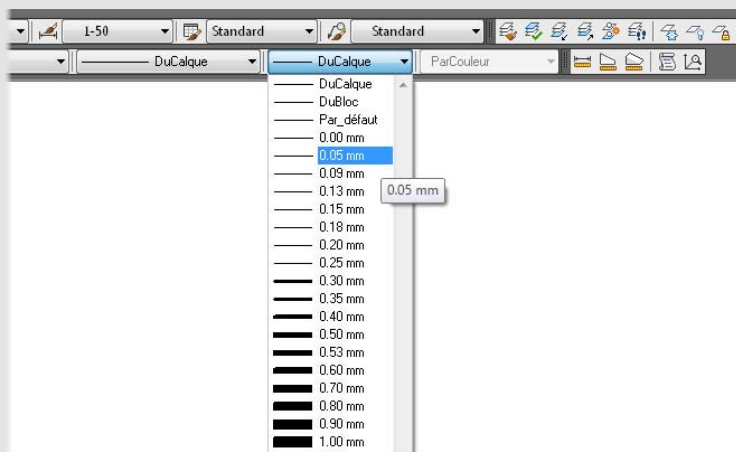 1-50 Standard Standard
DuCalque DuCalque ParCouleur
DuCalque
DuBloc
Par_défaut
0.00 mm
0.05 mm
0.09 mm
0.13 mm
0.05 mm
0.15 mm
0.18 mm
0.20 mm
0.25 mm
0.30 mm
0.35 mm
0.40 mm
0.50 mm
0.53 mm
0.60 mm
0.70 mm
0.80 mm
0.90 mm
1.00 mm